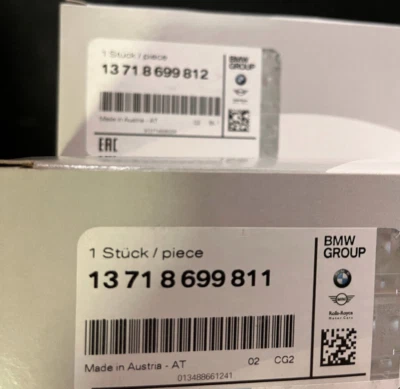 1 Stück / piece
13 71 8 699 812
BMW
GROUP
Made in Austria - AT
02
EAC
1 Stück / piece
13 71 8 699 811
BMW
GROUP
Rolls-Royce
Motor Cars
Made in Austria - AT
02
CG2
013488661241